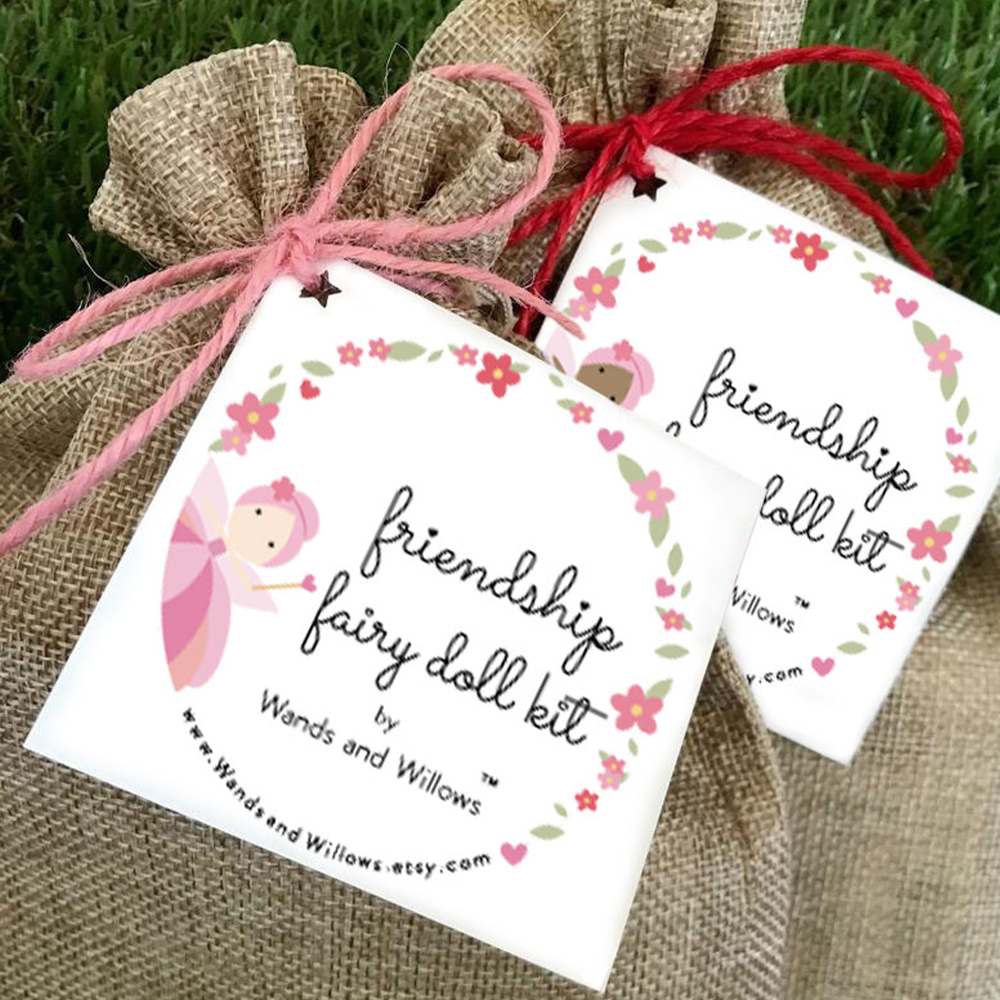 friendship
fairy doll kit
by
Wands and Willows™
www.WandsandWillows.etsy.com
friendship
doll kit
Willows™
y.com